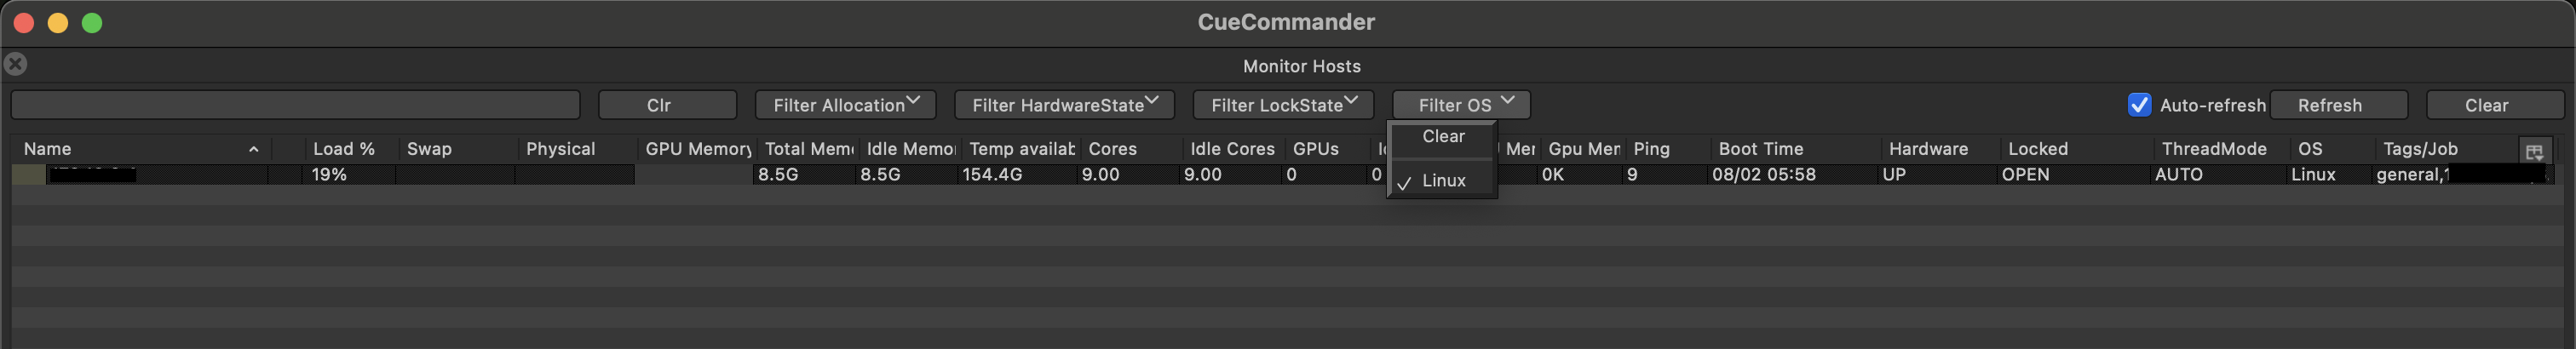 CueCommander
Monitor Hosts
Clr Filter Allocation Filter HardwareState Filter LockState Filter OS Auto-refresh Refresh Clear
Clear
Name Load % Swap Physical GPU Memory Total Mem Idle Memo Temp availab Cores Idle Cores GPUs Mer Gpu Mer Ping Boot Time Hardware Locked ThreadMode OS Tags/Job
19% 8.5G 8.5G 154.4G 9.00 9.00 0 0 0K 9 08/02 05:58 UP OPEN AUTO Linux general,1
Linux